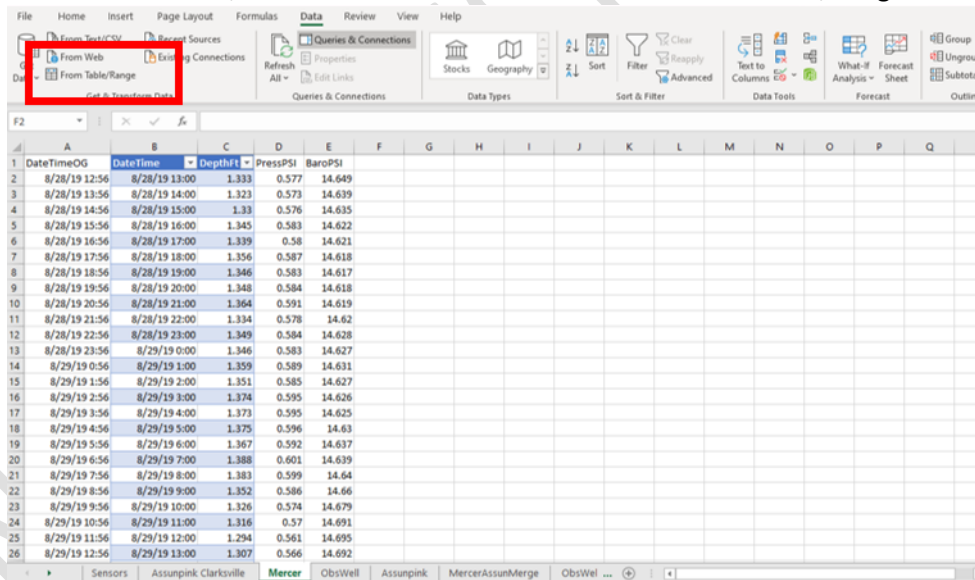 File Home Insert Page Layout Formulas Data Review View Help
From Text/CSV Recent Sources
From Web Existing Connections
From Table/Range
Get & Transform Data
Refresh All
Queries & Connections
Properties
Edit Links
Queries & Connections
Stocks Geography
Data Types
Sort Filter
Clear
Reapply
Advanced
Sort & Filter
Text to Columns
Data Tools
What-If Analysis Forecast Sheet
Forecast
Group
Ungrou
Subtota
Outlin
F2 fx
A B C D E F G H I J K L M N O P Q
1 DateTimeOG DateTime DepthFt PressPSI BaroPSI
2 8/28/19 12:56 8/28/19 13:00 1.333 0.577 14.649
3 8/28/19 13:56 8/28/19 14:00 1.323 0.573 14.639
4 8/28/19 14:56 8/28/19 15:00 1.33 0.576 14.635
5 8/28/19 15:56 8/28/19 16:00 1.345 0.583 14.622
6 8/28/19 16:56 8/28/19 17:00 1.339 0.58 14.621
7 8/28/19 17:56 8/28/19 18:00 1.356 0.587 14.618
8 8/28/19 18:56 8/28/19 19:00 1.346 0.583 14.617
9 8/28/19 19:56 8/28/19 20:00 1.348 0.584 14.618
10 8/28/19 20:56 8/28/19 21:00 1.364 0.591 14.619
11 8/28/19 21:56 8/28/19 22:00 1.334 0.578 14.62
12 8/28/19 22:56 8/28/19 23:00 1.349 0.584 14.628
13 8/28/19 23:56 8/29/19 0:00 1.346 0.583 14.627
14 8/29/19 0:56 8/29/19 1:00 1.359 0.589 14.631
15 8/29/19 1:56 8/29/19 2:00 1.351 0.585 14.627
16 8/29/19 2:56 8/29/19 3:00 1.374 0.595 14.626
17 8/29/19 3:56 8/29/19 4:00 1.373 0.595 14.625
18 8/29/19 4:56 8/29/19 5:00 1.375 0.596 14.63
19 8/29/19 5:56 8/29/19 6:00 1.367 0.592 14.637
20 8/29/19 6:56 8/29/19 7:00 1.388 0.601 14.639
21 8/29/19 7:56 8/29/19 8:00 1.383 0.599 14.64
22 8/29/19 8:56 8/29/19 9:00 1.352 0.586 14.66
23 8/29/19 9:56 8/29/19 10:00 1.326 0.574 14.679
24 8/29/19 10:56 8/29/19 11:00 1.316 0.57 14.691
25 8/29/19 11:56 8/29/19 12:00 1.294 0.561 14.695
26 8/29/19 12:56 8/29/19 13:00 1.307 0.566 14.692
Sensors Assunpink Clarksville Mercer ObsWell Assunpink MercerAssunMerge ObsWel ...